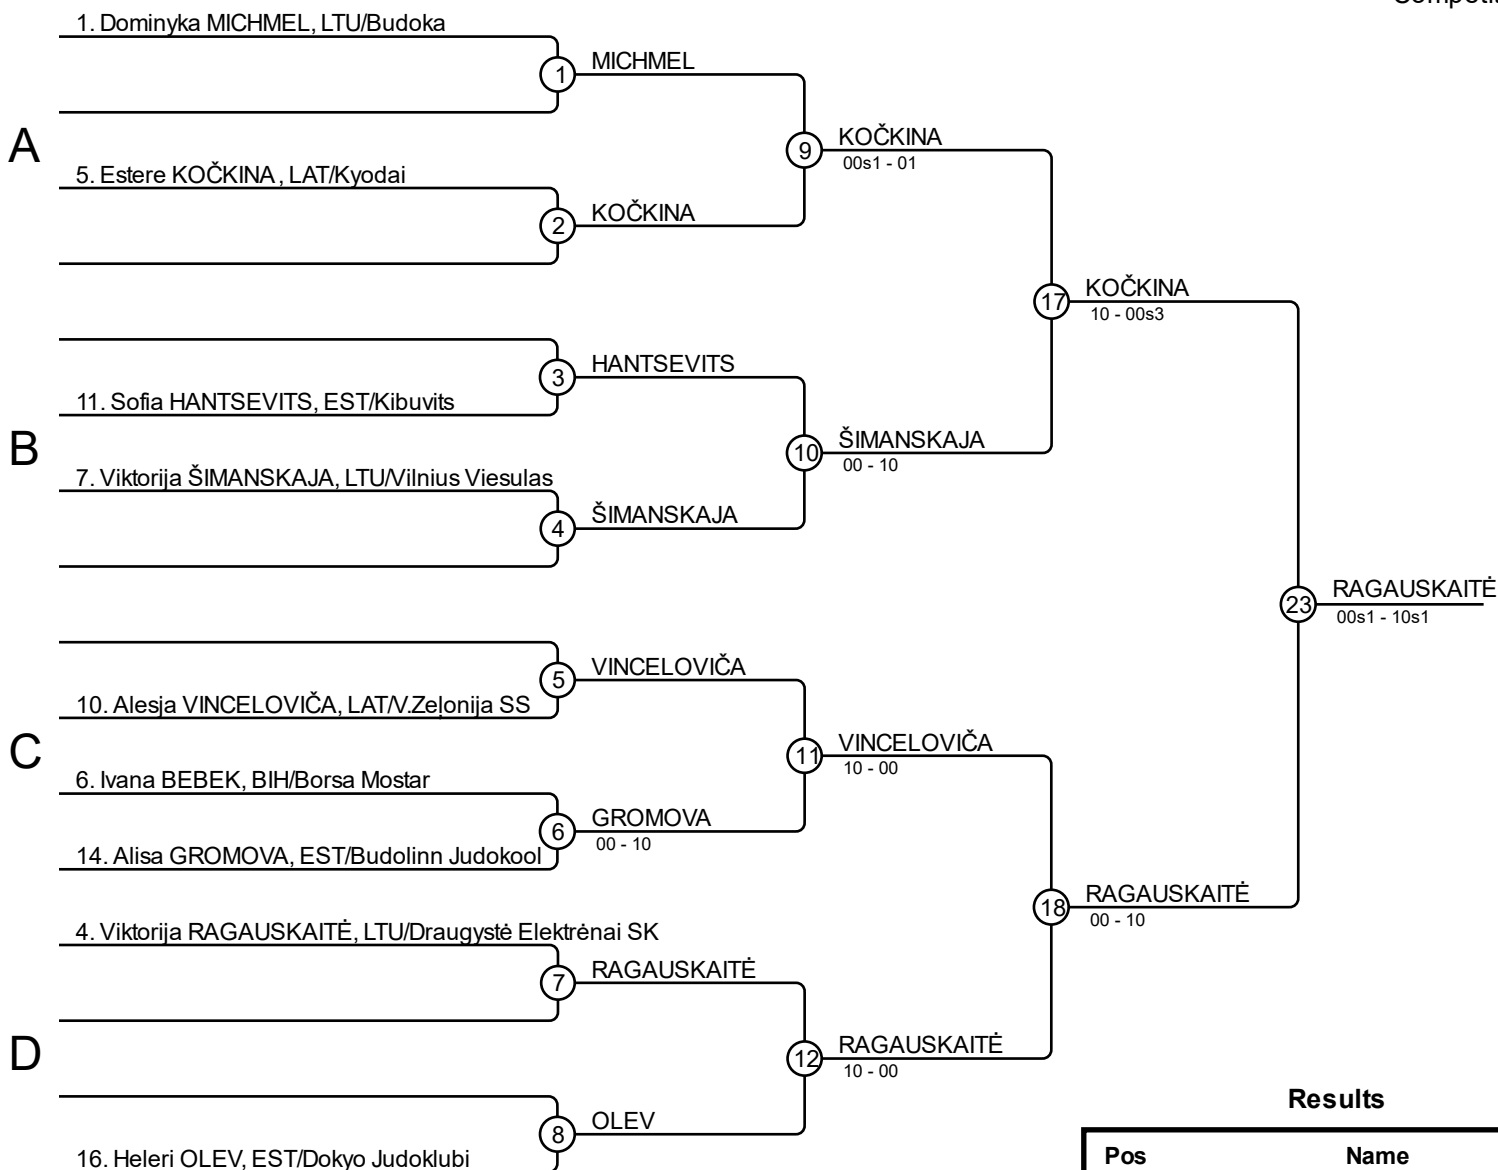 1. Dominyka MICHMEL, LTU/Budoka
1
MICHMEL
A
9
KOČKINA
00s1 - 01
5. Estere KOČKINA, LAT/Kyodai
2
KOČKINA
17
KOČKINA
10 - 00s3
3
HANTSEVITS
11. Sofia HANTSEVITS, EST/Kibuvits
B
10
ŠIMANSKAJA
00 - 10
7. Viktorija ŠIMANSKAJA, LTU/Vilnius Viesulas
4
ŠIMANSKAJA
23
RAGAUSKAITĖ
00s1 - 10s1
5
VINCELOVIČA
10. Alesja VINCELOVIČA, LAT/V.Zeļonija SS
C
11
VINCELOVIČA
10 - 00
6. Ivana BEBEK, BIH/Borsa Mostar
6
GROMOVA
00 - 10
14. Alisa GROMOVA, EST/Budolinn Judokool
18
RAGAUSKAITĖ
00 - 10
4. Viktorija RAGAUSKAITĖ, LTU/Draugystė Elektrėnai SK
7
RAGAUSKAITĖ
D
12
RAGAUSKAITĖ
10 - 00
8
OLEV
16. Heleri OLEV, EST/Dokyo Judoklubi
Results
Pos Name